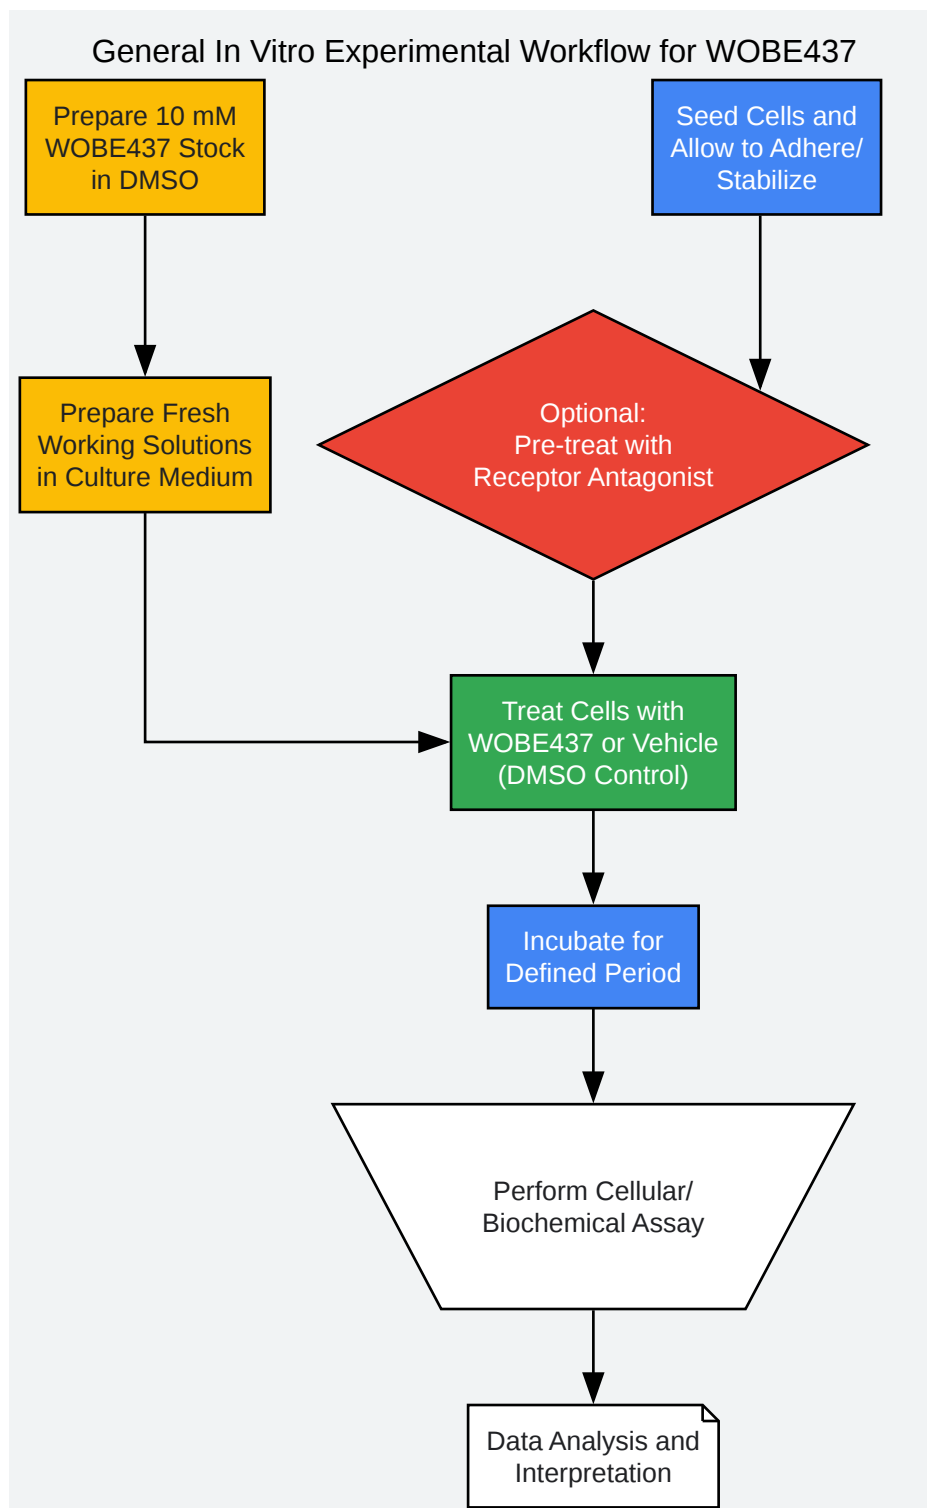 General In Vitro Experimental Workflow for WOBE437
Prepare 10 mM
WOBE437 Stock
in DMSO
Seed Cells and
Allow to Adhere/
Stabilize
Prepare Fresh
Working Solutions
in Culture Medium
Optional:
Pre-treat with
Receptor Antagonist
Treat Cells with
WOBE437 or Vehicle
(DMSO Control)
Incubate for
Defined Period
Perform Cellular/
Biochemical Assay
Data Analysis and
Interpretation